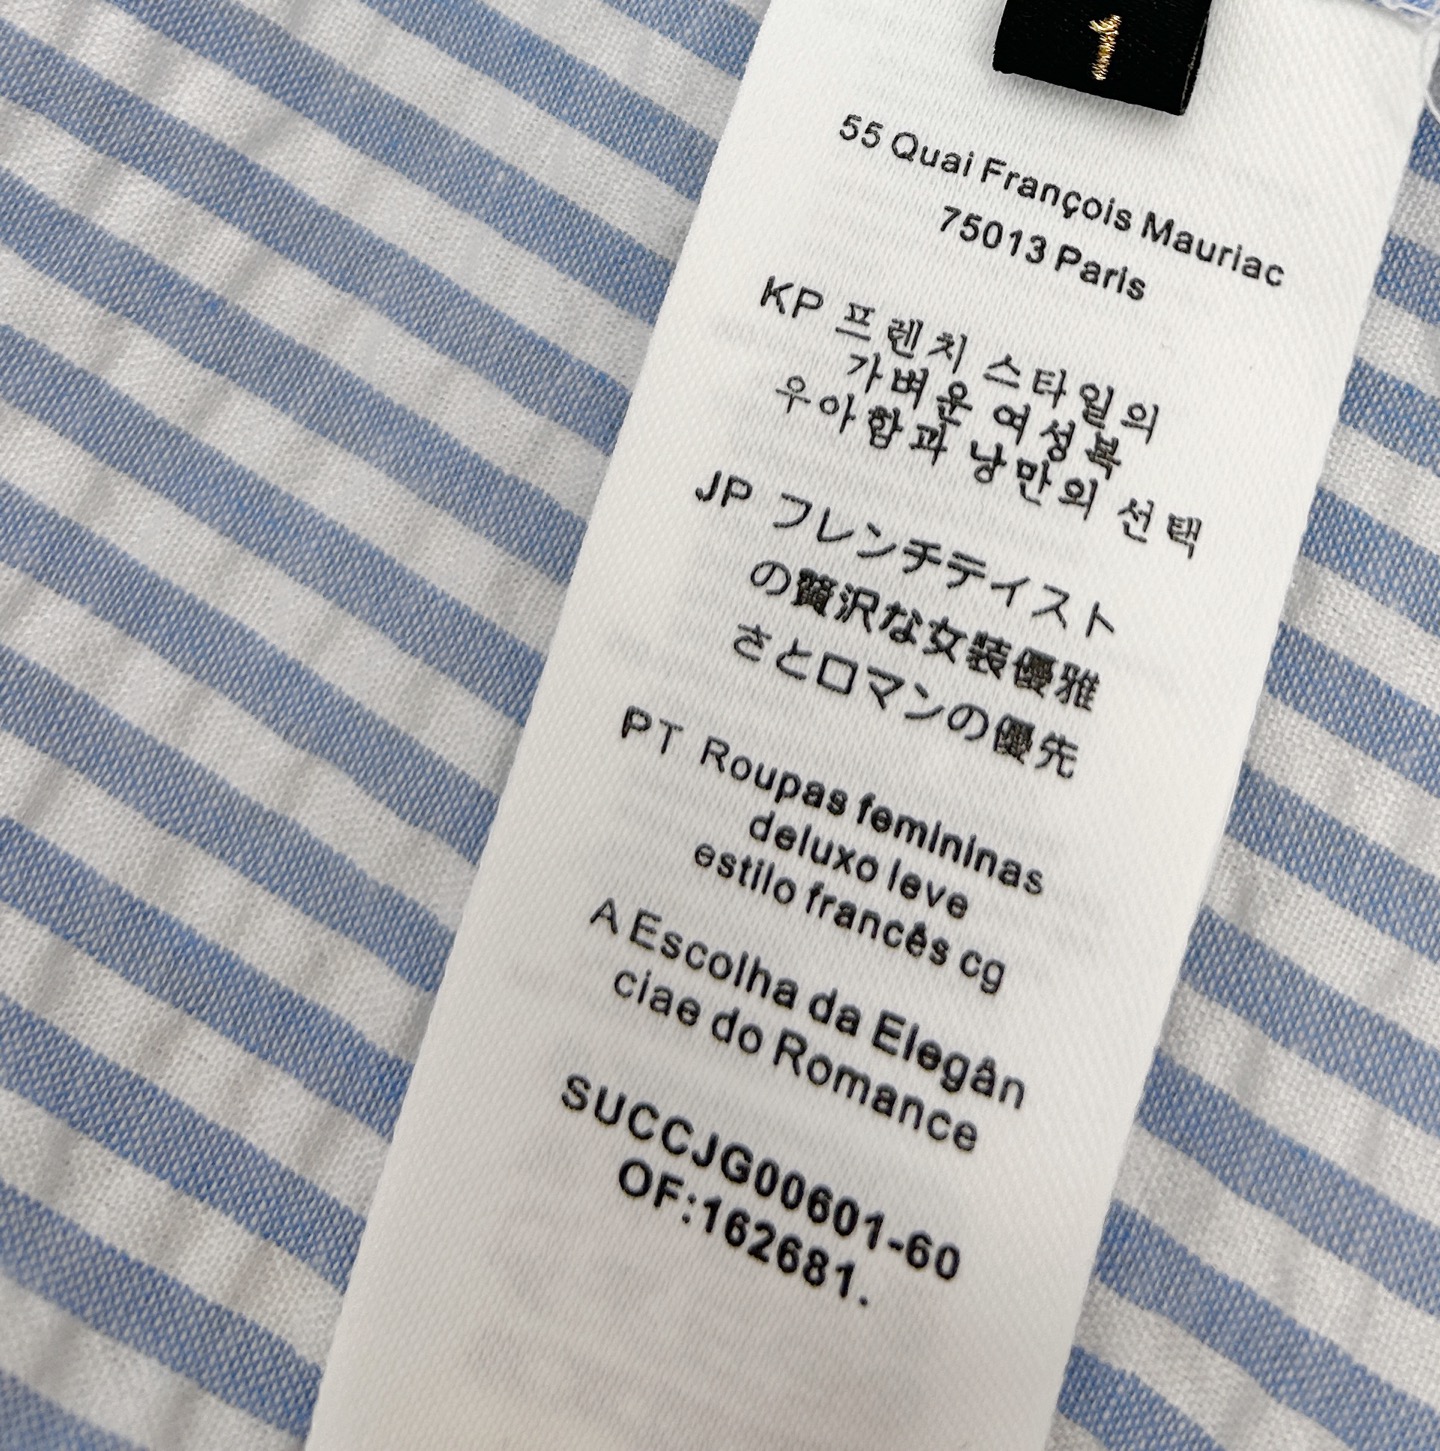 1
55 Quai François Mauriac
75013 Paris
KP 프렌치 스타일의
가벼운 여성복
우아함과 낭만의 선택
JP フレンチテイスト
の贅沢な女装優雅
さとロマンの優先
PT Roupas femininas
deluxo leve
estilo francês cg
A Escolha da Elegân
ciae do Romance
SUCCJG00601-60
OF:162681.